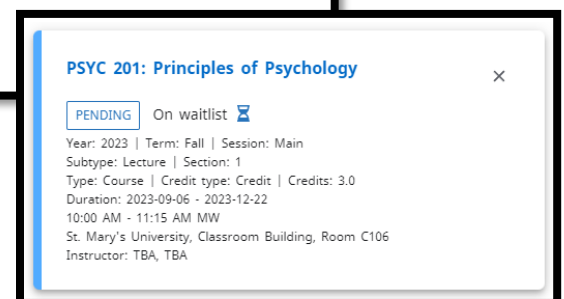 PSYC 201: Principles of Psychology
PENDING On waitlist
Year: 2023 | Term: Fall | Session: Main
Subtype: Lecture | Section: 1
Type: Course | Credit type: Credit | Credits: 3.0
Duration: 2023-09-06 - 2023-12-22
10:00 AM - 11:15 AM MW
St. Mary's University, Classroom Building, Room C106
Instructor: TBA, TBA